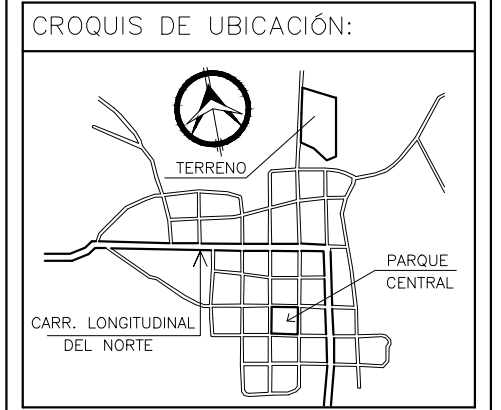 CROQUIS DE UBICACIÓN:
TERRENO
PARQUE
CENTRAL
CARR. LONGITUDINAL
DEL NORTE